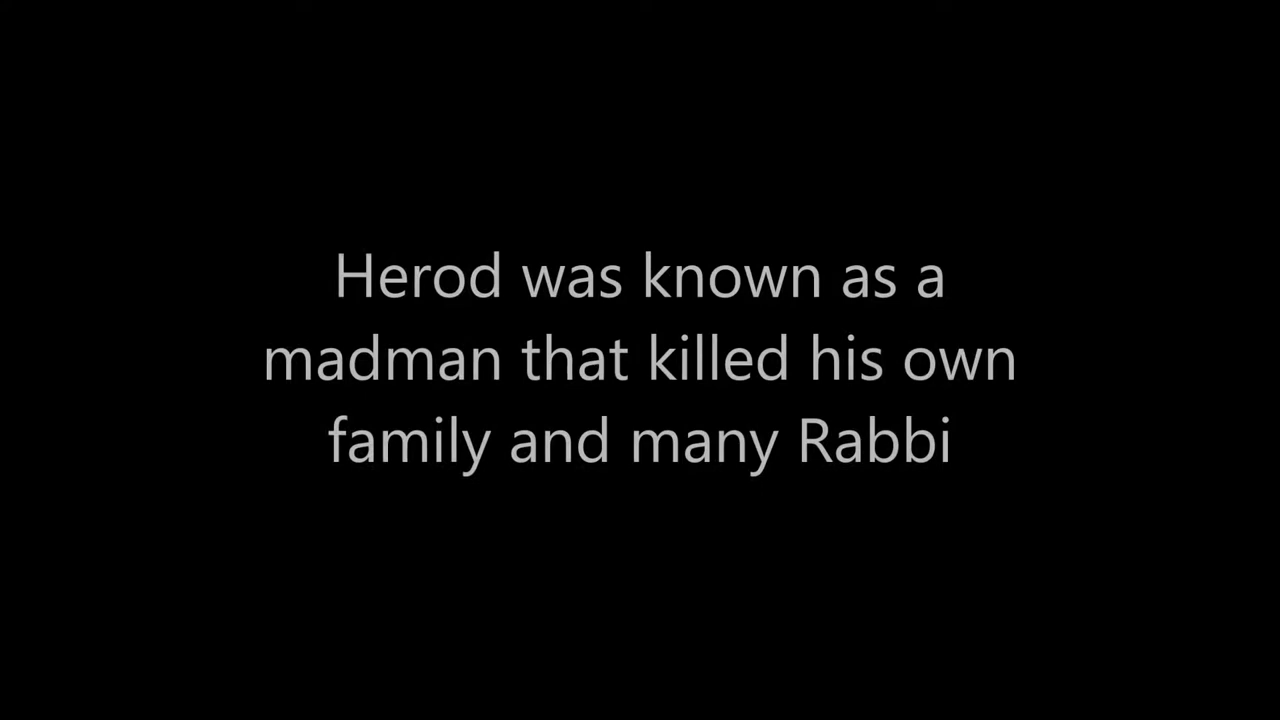 Herod was known as a
madman that killed his own
family and many Rabbi